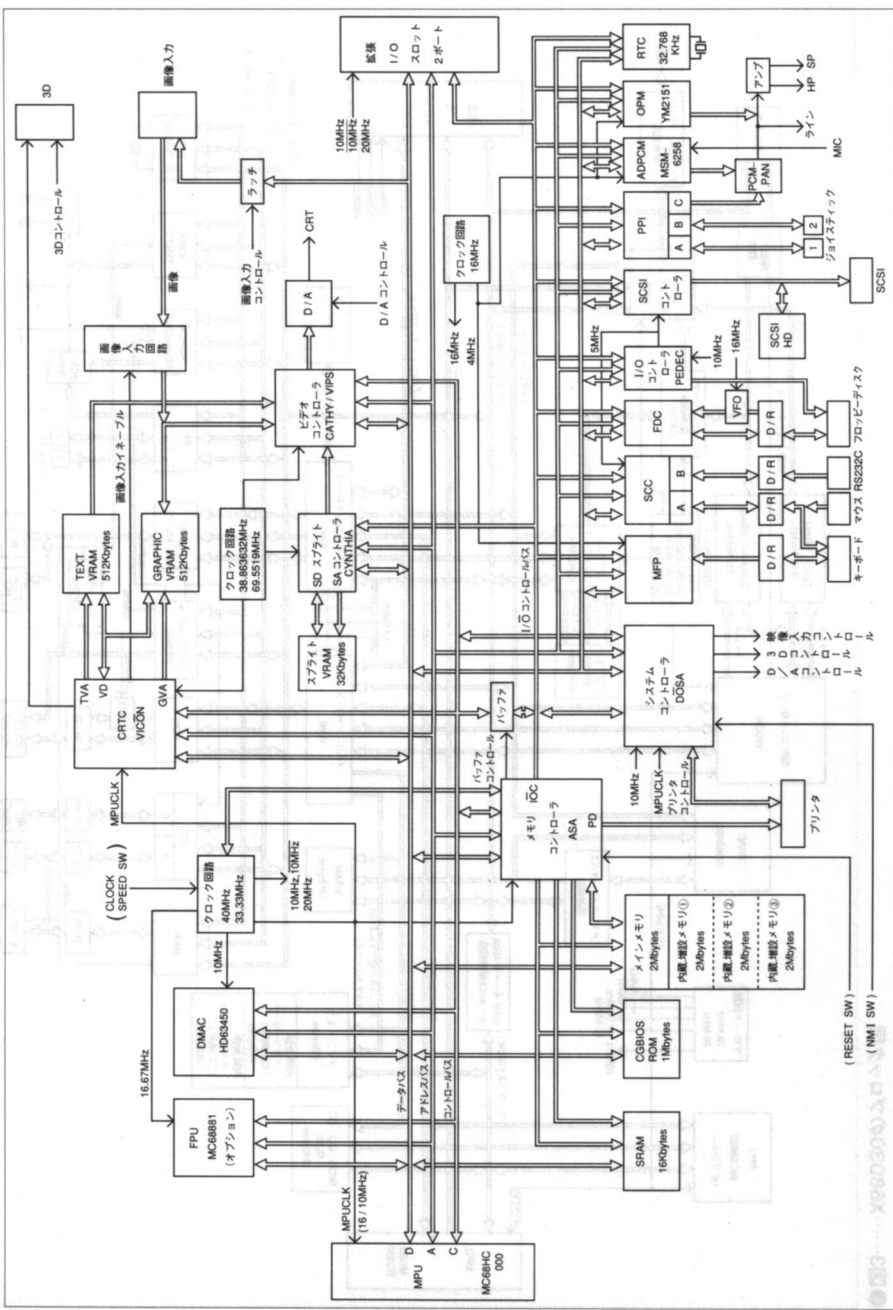 3D
3Dコントロール
画像入力
画像
ラッチ
画像入力
コントロール
拡張
I/O
スロット
2ポート
10MHz
10MHz
20MHz
画像入力回路
画像入力イネーブル
D/A
CRT
D/Aコントロール
ビデオ
コントローラ
CATHY/VIPS
クロック回路
16MHz
16MHz
4MHz
TEXT
VRAM
512Kbytes
GRAPHIC
VRAM
512Kbytes
クロック回路
38.863632MHz
69.5519MHz
SD スプライト
SA コントローラ
CYNTHIA
スプライト
VRAM
32Kbytes
TVA
VD
GVA
CRTC
VICON
MPUCLK
(CLOCK SPEED SW)
クロック回路
40MHz
33.33MHz
10MHz,10MHz
20MHz
10MHz
DMAC
HD63450
16.67MHz
FPU
MC68881
(オプション)
MPUCLK
(16/10MHz)
データバス
アドレスバス
コントロールバス
MPU
D
A
C
MC68HC
000
バッファ
バッファ
コントロール
I/Oコントロールバス
メモリ
コントローラ
ASA
IOC
PD
システム
コントローラ
DOSA
10MHz
MPUCLK
プリンタ
コントロール
プリンタ
D/Aコントロール
3Dコントロール
映像入力コントロール
メインメモリ
2Mbytes
内蔵増設メモリ①
2Mbytes
内蔵増設メモリ②
2Mbytes
内蔵増設メモリ③
2Mbytes
CGBIOS
ROM
1Mbytes
SRAM
16Kbytes
(RESET SW)
(NMI SW)
RTC
32.768
KHz
OPM
YM2151
ADPCM
MSM-
6258
アンプ
SP
HP
ライン
MIC
PCM-
PAN
PPI
A
B
C
1
2
ジョイスティック
SCSI
コント
ローラ
SCSI
HD
SCSI
5MHz
I/O
コント
ローラ
PEDEC
10MHz
16MHz
FDC
VFO
D/R
フロッピーディスク
SCC
A
B
D/R
D/R
RS232C
マウス
MFP
D/R
キーボード